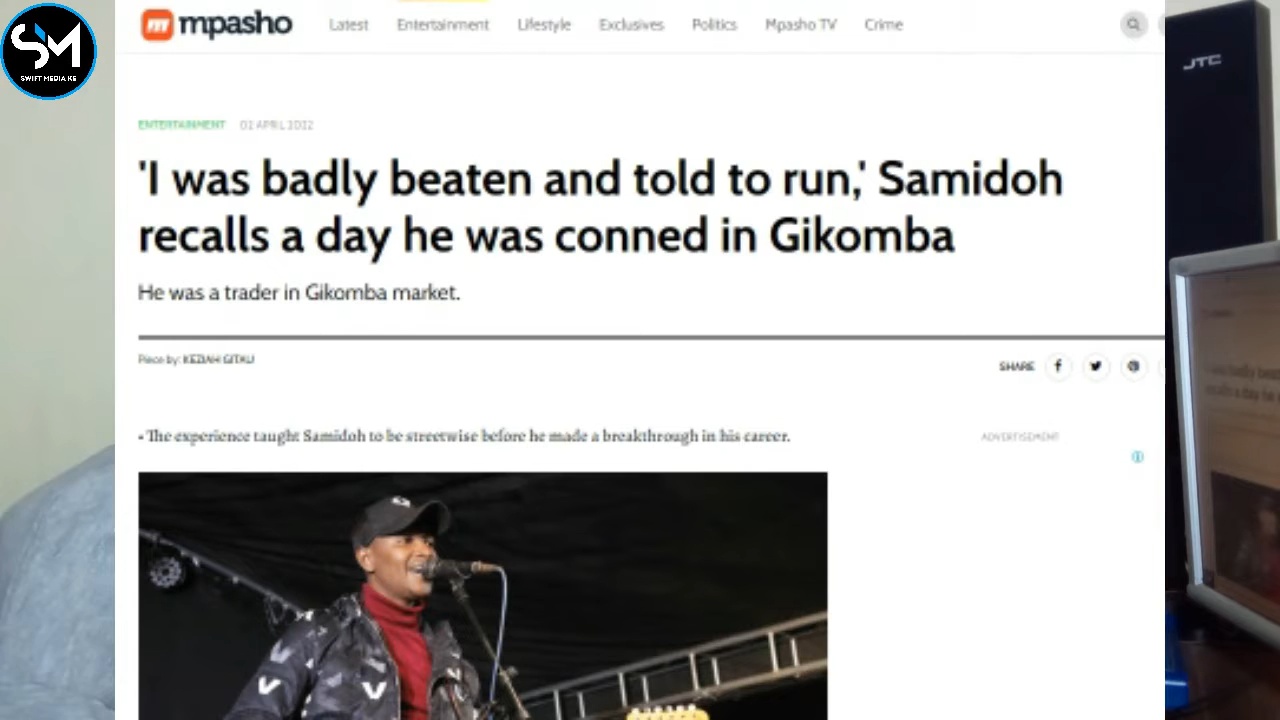 SM
SWIFT MEDIA KE
m mpasho
Latest Entertainment Lifestyle Exclusives Politics Mpasho TV Crime
JTC
ENTERTAINMENT 02 APRIL 2022
'I was badly beaten and told to run,' Samidoh
recalls a day he was conned in Gikomba
He was a trader in Gikomba market.
Piece by: KEZIAH GITAU
SHARE
• The experience taught Samidoh to be streetwise before he made a breakthrough in his career.
ADVERTISEMENT